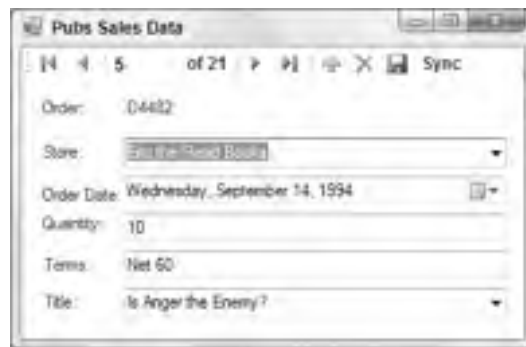 Pubs Sales Data
5 of 21 Sync
Order: D4482
Store: Eric the Read Books
Order Date: Wednesday, September 14, 1994
Quantity: 10
Terms: Net 60
Title: Is Anger the Enemy?